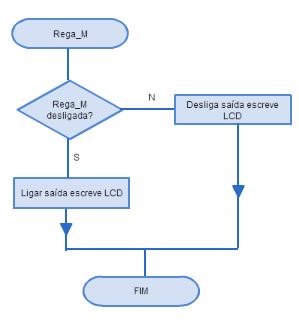 Rega_M
Rega_M
desligada?
N
Desliga saída escreve
LCD
S
Ligar saída escreve LCD
FIM